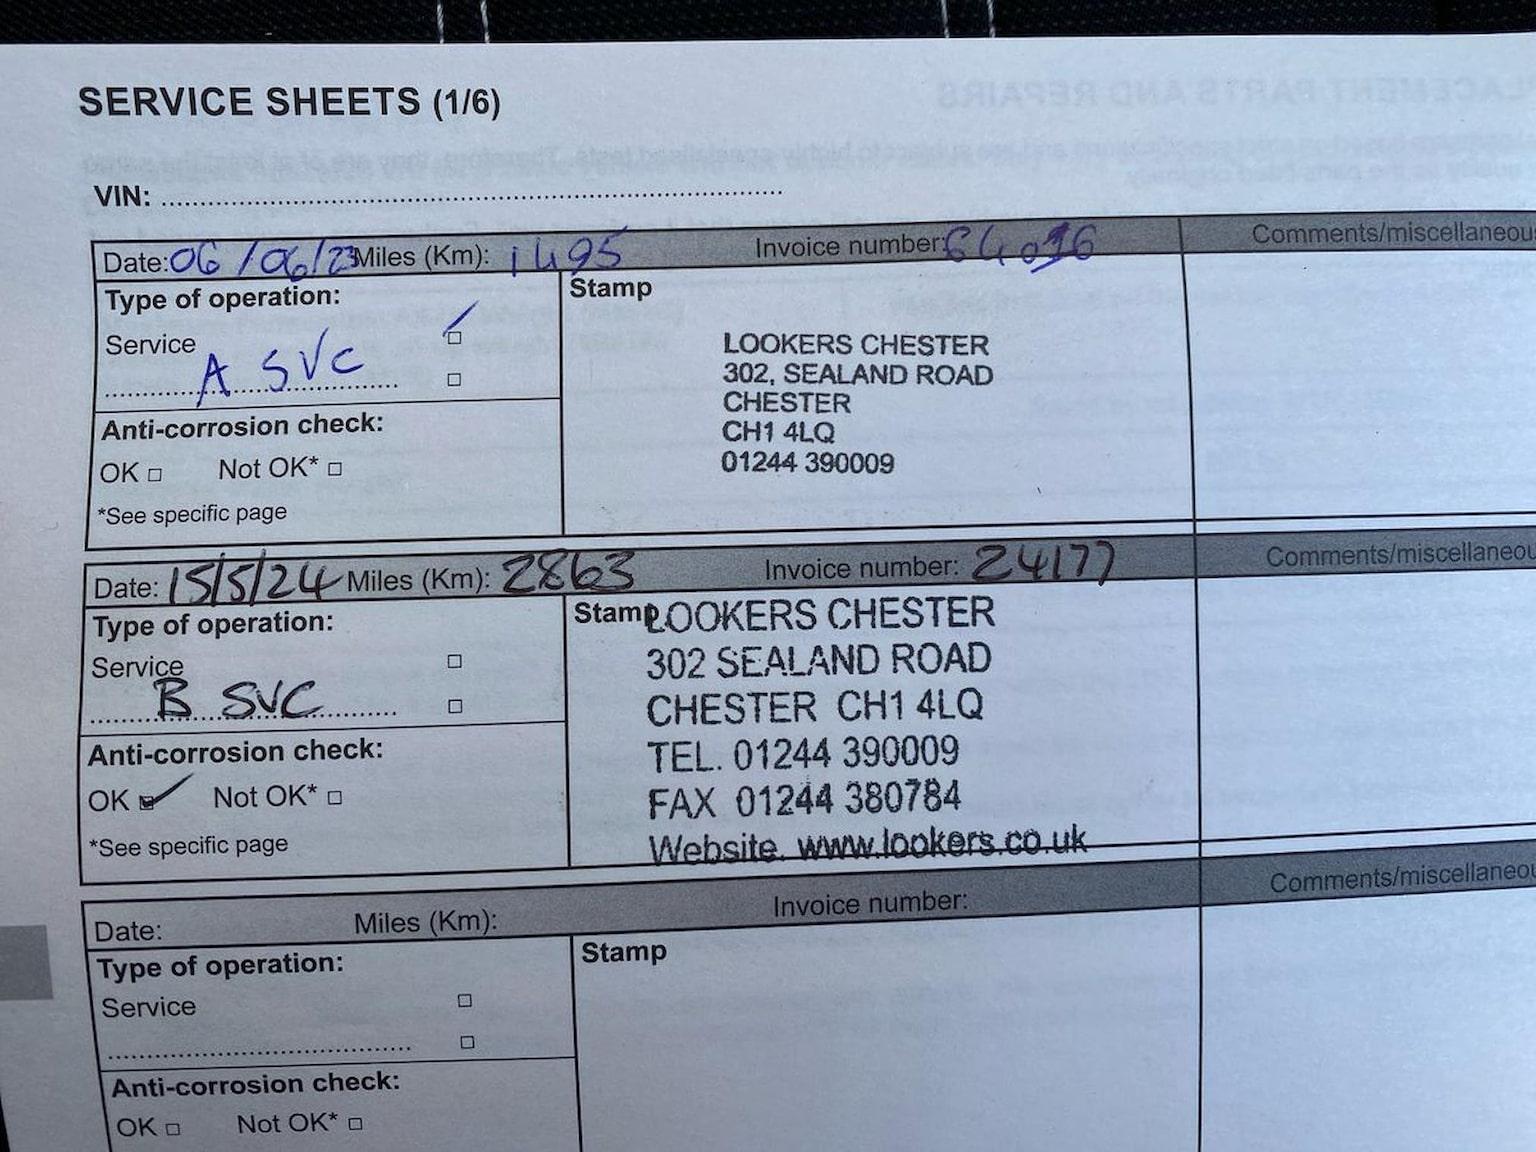 SERVICE SHEETS (1/6)
VIN:
Date: 06/06/23 Miles (Km): 1495 Invoice number: Comments/miscellaneou
Type of operation: Stamp
Service
A SVC
LOOKERS CHESTER
302, SEALAND ROAD
CHESTER
CH1 4LQ
01244 390009
Anti-corrosion check:
OK Not OK*
*See specific page
Date: 15/5/24 Miles (Km): 2863 Invoice number: 24177 Comments/miscellaneou
Type of operation: Stamp
Service
B SVC
LOOKERS CHESTER
302 SEALAND ROAD
CHESTER CH1 4LQ
TEL. 01244 390009
FAX 01244 380784
Website. www.lookers.co.uk
Anti-corrosion check:
OK Not OK*
*See specific page
Date: Miles (Km): Invoice number: Comments/miscellaneou
Type of operation: Stamp
Service
Anti-corrosion check:
OK Not OK*